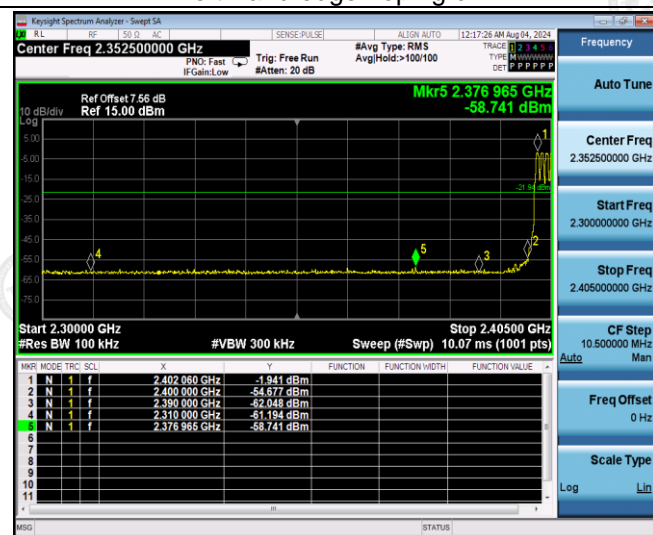 Keysight Spectrum Analyzer - Swept SA
RL RF 50 Ω AC SENSE:PULSE ALIGN AUTO 12:17:26 AM Aug 04, 2024
Center Freq 2.352500000 GHz #Avg Type: RMS TRACE 1 2 3 4 5 6
PNO: Fast Trig: Free Run Avg|Hold:>100/100 TYPE M WWWWW
IFGain:Low #Atten: 20 dB DET P P P P P P
Ref Offset 7.56 dB Mkr5 2.376 965 GHz
10 dB/div Ref 15.00 dBm -58.741 dBm
Log
5.00
-5.00
-15.0
-21.94 dBm
-25.0
-35.0
-45.0
-55.0
-65.0
-75.0
1
2
3
4
5
Start 2.30000 GHz Stop 2.40500 GHz
#Res BW 100 kHz #VBW 300 kHz Sweep (#Swp) 10.07 ms (1001 pts)
MKR MODE TRC SCL X Y FUNCTION FUNCTION WIDTH FUNCTION VALUE
1 N 1 f 2.402 060 GHz -1.941 dBm
2 N 1 f 2.400 000 GHz -54.677 dBm
3 N 1 f 2.390 000 GHz -62.048 dBm
4 N 1 f 2.310 000 GHz -61.194 dBm
5 N 1 f 2.376 965 GHz -58.741 dBm
6
7
8
9
10
11
MSG STATUS
Frequency
Auto Tune
Center Freq
2.352500000 GHz
Start Freq
2.300000000 GHz
Stop Freq
2.405000000 GHz
CF Step
10.500000 MHz
Auto Man
Freq Offset
0 Hz
Scale Type
Log Lin